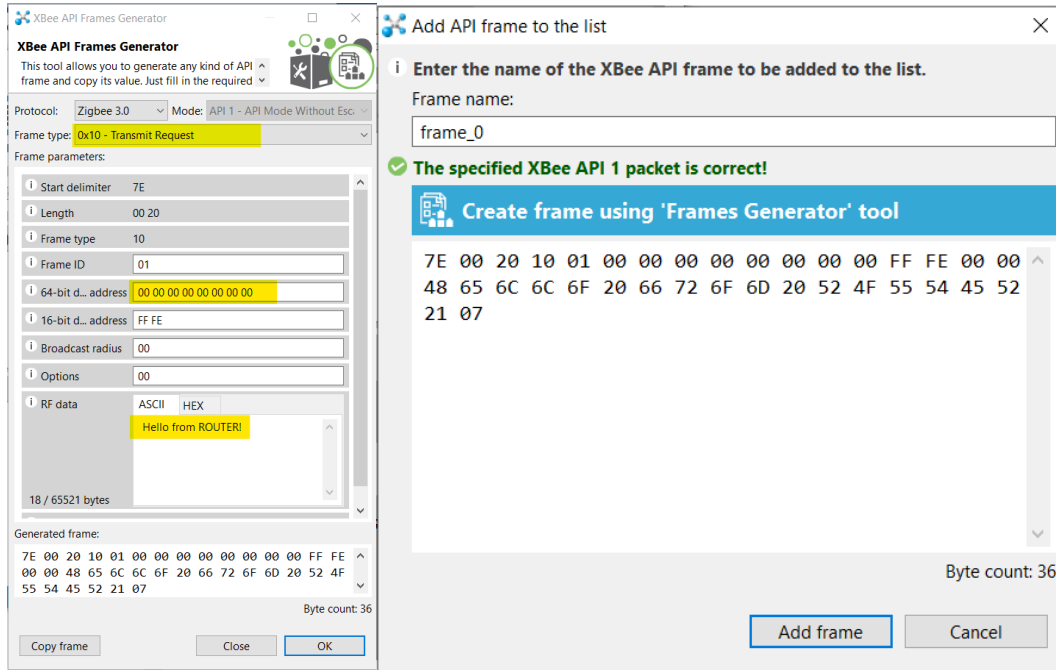 XBee API Frames Generator
XBee API Frames Generator
This tool allows you to generate any kind of API
frame and copy its value. Just fill in the required
Protocol: Zigbee 3.0 Mode: API 1 - API Mode Without Esc
Frame type: 0x10 - Transmit Request
Frame parameters:
i Start delimiter 7E
i Length 00 20
i Frame type 10
i Frame ID 01
i 64-bit d... address 00 00 00 00 00 00 00 00
i 16-bit d... address FF FE
i Broadcast radius 00
i Options 00
i RF data ASCII HEX
Hello from ROUTER!
18 / 65521 bytes
Generated frame:
7E 00 20 10 01 00 00 00 00 00 00 00 00 FF FE
00 00 48 65 6C 6C 6F 20 66 72 6F 6D 20 52 4F
55 54 45 52 21 07
Byte count: 36
Copy frame Close OK
Add API frame to the list
i Enter the name of the XBee API frame to be added to the list.
Frame name:
frame_0
The specified XBee API 1 packet is correct!
Create frame using 'Frames Generator' tool
7E 00 20 10 01 00 00 00 00 00 00 00 00 FF FE 00 00
48 65 6C 6C 6F 20 66 72 6F 6D 20 52 4F 55 54 45 52
21 07
Byte count: 36
Add frame Cancel